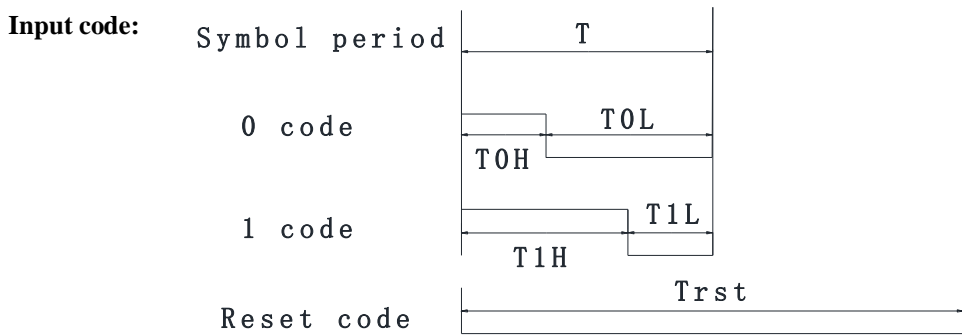 Input code:
Symbol period
T
0 code
T0L
T0H
1 code
T1L
T1H
Trst
Reset code